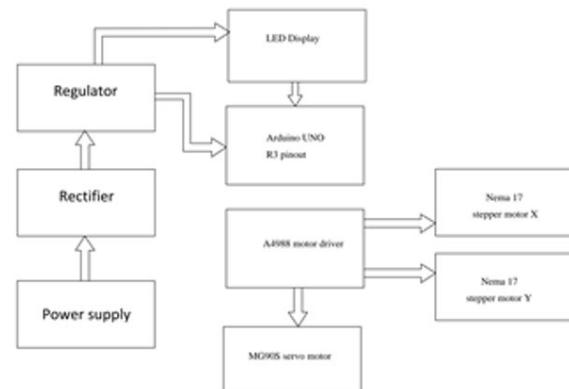 LED Display
Regulator
Arduino UNO
R3 pinout
Rectifier
Nema 17
stepper motor X
A4988 motor driver
Nema 17
stepper motor Y
Power supply
MG90S servo motor